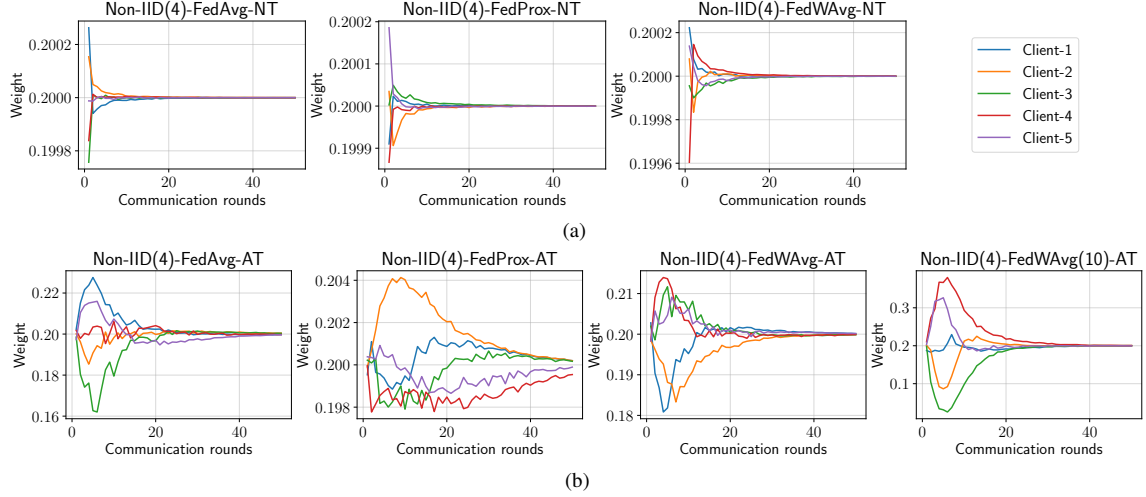 Non-IID(4)-FedAvg-NT
Non-IID(4)-FedProx-NT
Non-IID(4)-FedWAvg-NT
Weight
0.2002
0.2000
0.1998
0
20
40
Communication rounds
Weight
0.2002
0.2001
0.2000
0.1999
0
20
40
Communication rounds
Weight
0.2002
0.2000
0.1998
0.1996
0
20
40
Communication rounds
Client-1
Client-2
Client-3
Client-4
Client-5
(a)
Non-IID(4)-FedAvg-AT
Non-IID(4)-FedProx-AT
Non-IID(4)-FedWAvg-AT
Non-IID(4)-FedWAvg(10)-AT
Weight
0.22
0.20
0.18
0.16
0
20
40
Communication rounds
Weight
0.204
0.202
0.200
0.198
0
20
40
Communication rounds
Weight
0.21
0.20
0.19
0.18
0
20
40
Communication rounds
Weight
0.3
0.2
0.1
0
20
40
Communication rounds
(b)